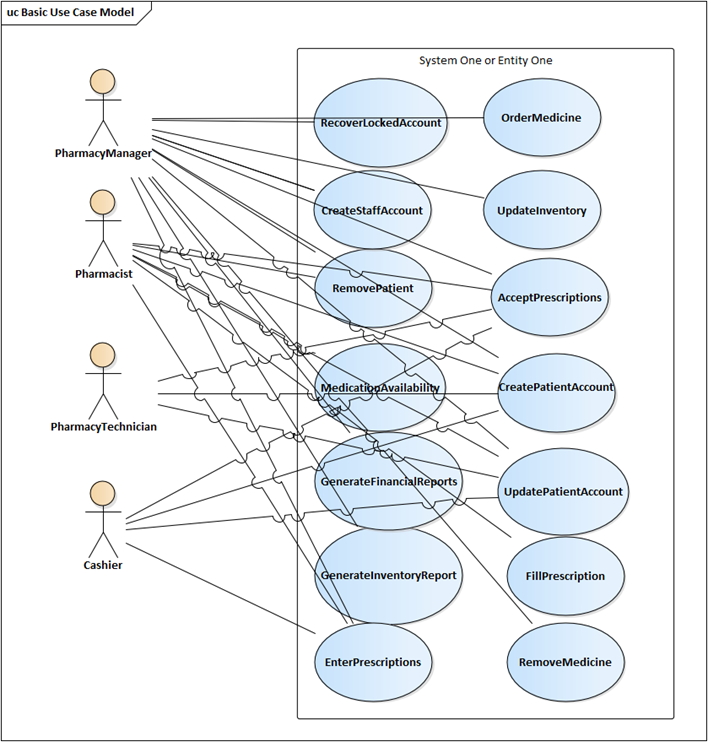 uc Basic Use Case Model
System One or Entity One
PharmacyManager
RecoverLockedAccount
OrderMedicine
CreateStaffAccount
UpdateInventory
Pharmacist
RemovePatient
AcceptPrescriptions
PharmacyTechnician
MedicationAvailability
CreatePatientAccount
GenerateFinancialReports
UpdatePatientAccount
Cashier
GenerateInventoryReport
FillPrescription
EnterPrescriptions
RemoveMedicine